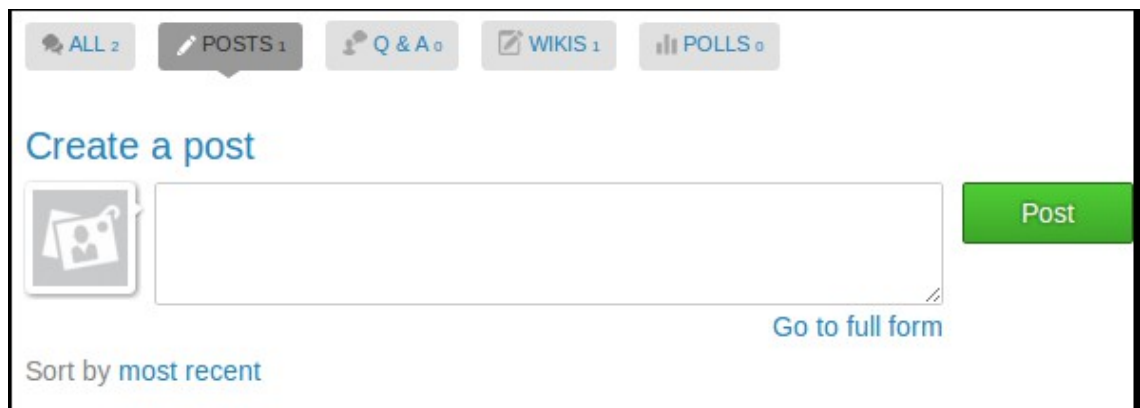 ALL 2 POSTS 1 Q & A 0 WIKIS 1 POLLS 0
Create a post
Post
Go to full form
Sort by most recent